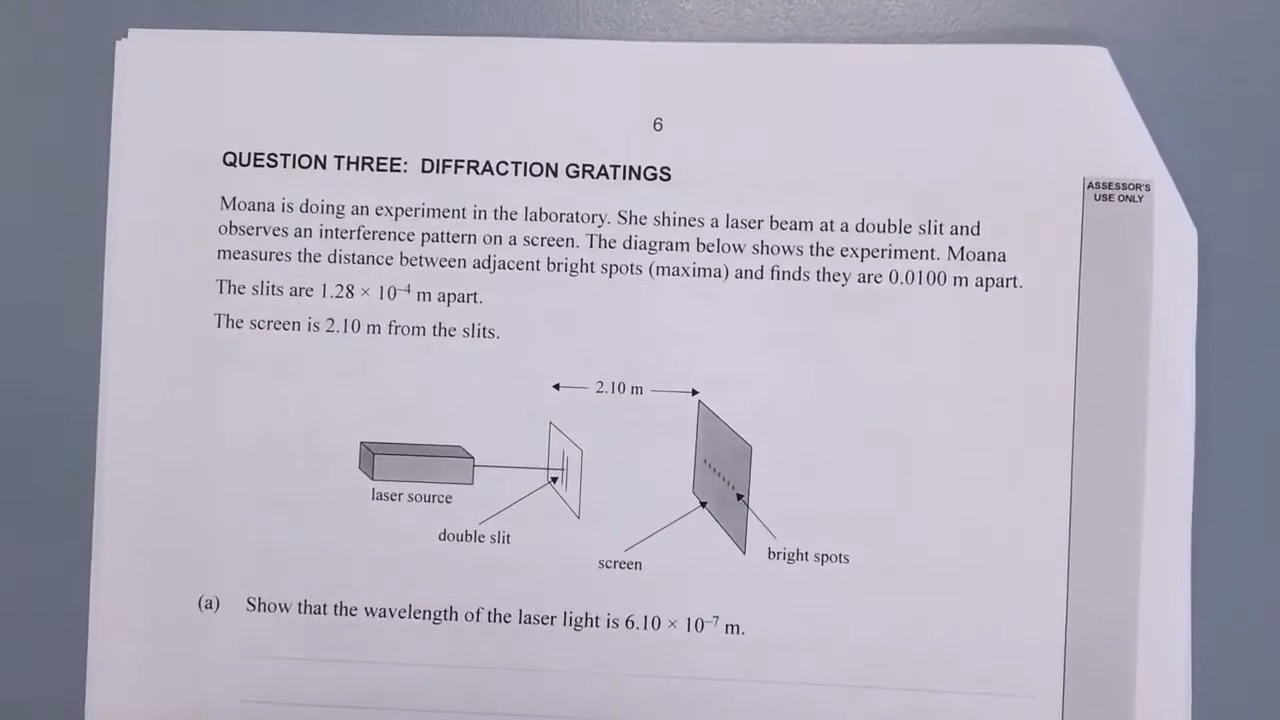 6
QUESTION THREE: DIFFRACTION GRATINGS
ASSESSOR'S
USE ONLY
Moana is doing an experiment in the laboratory. She shines a laser beam at a double slit and
observes an interference pattern on a screen. The diagram below shows the experiment. Moana
measures the distance between adjacent bright spots (maxima) and finds they are 0.0100 m apart.
The slits are 1.28 × 10⁻⁴ m apart.
The screen is 2.10 m from the slits.
2.10 m
laser source
double slit
screen
bright spots
(a) Show that the wavelength of the laser light is 6.10 × 10⁻⁷ m.